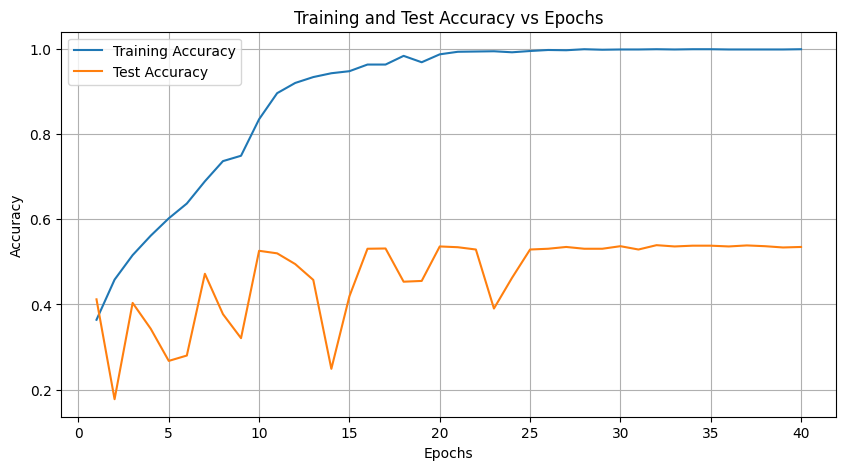 Training and Test Accuracy vs Epochs
Training Accuracy
Test Accuracy
1.0
0.8
0.6
0.4
0.2
Accuracy
0 5 10 15 20 25 30 35 40
Epochs